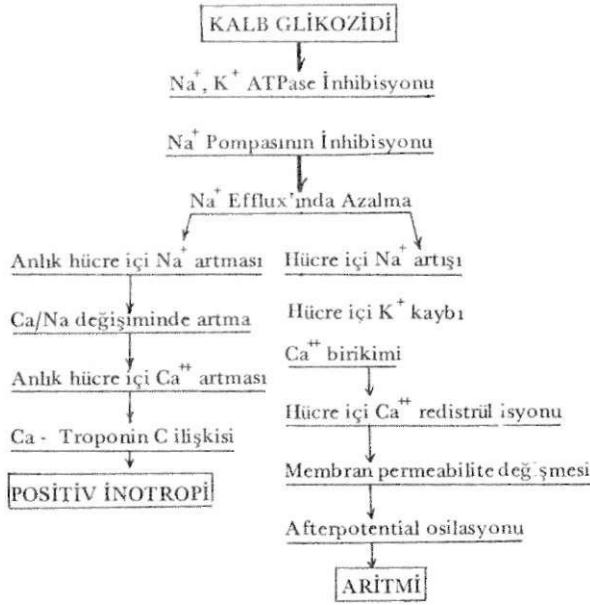 KALB GLİKOZİDİ
Na⁺, K⁺ ATPase İnhibisyonu
Na⁺ Pompasının İnhibisyonu
Na⁺ Efflux'ında Azalma
Anlık hücre içi Na⁺ artması
Ca/Na değişiminde artma
Anlık hücre içi Ca⁺⁺ artması
Ca - Troponin C ilişkisi
POSİTİV İNOTROPİ
Hücre içi Na⁺ artışı
Hücre içi K⁺ kaybı
Ca⁺⁺ birikimi
Hücre içi Ca⁺⁺ redistrül isyonu
Membran permeabilite değişmesi
Afterpotential osilasyonu
ARİTMİ